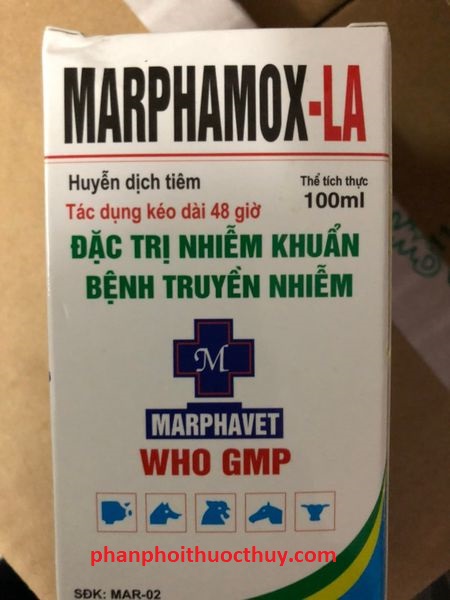 MARPHAMOX-LA
Huyễn dịch tiêm
Thể tích thực
100ml
Tác dụng kéo dài 48 giờ
ĐẶC TRỊ NHIỄM KHUẨN
BỆNH TRUYỀN NHIỄM
M
MARPHAVET
WHO GMP
phanphoithuocthuy.com
SĐK: MAR-02